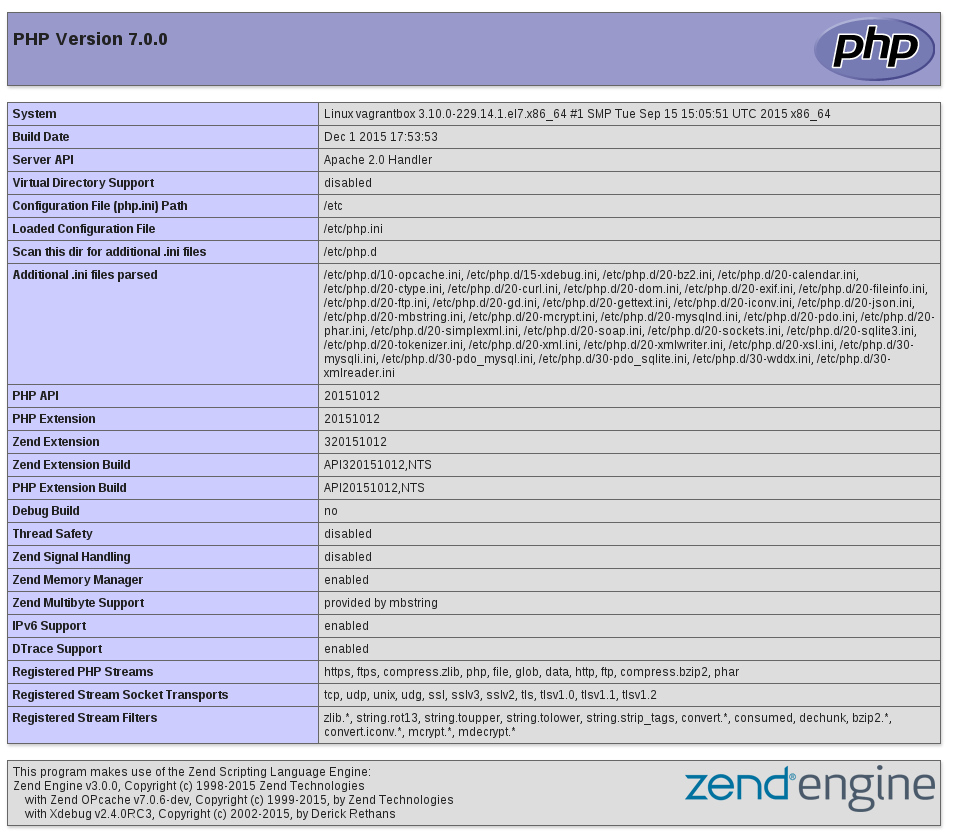 PHP Version 7.0.0
php
System Linux vagrantbox 3.10.0-229.14.1.el7.x86_64 #1 SMP Tue Sep 15 15:05:51 UTC 2015 x86_64
Build Date Dec 1 2015 17:53:53
Server API Apache 2.0 Handler
Virtual Directory Support disabled
Configuration File (php.ini) Path /etc
Loaded Configuration File /etc/php.ini
Scan this dir for additional .ini files /etc/php.d
Additional .ini files parsed /etc/php.d/10-opcache.ini, /etc/php.d/15-xdebug.ini, /etc/php.d/20-bz2.ini, /etc/php.d/20-calendar.ini,
/etc/php.d/20-ctype.ini, /etc/php.d/20-curl.ini, /etc/php.d/20-dom.ini, /etc/php.d/20-exif.ini, /etc/php.d/20-fileinfo.ini,
/etc/php.d/20-ftp.ini, /etc/php.d/20-gd.ini, /etc/php.d/20-gettext.ini, /etc/php.d/20-iconv.ini, /etc/php.d/20-json.ini,
/etc/php.d/20-mbstring.ini, /etc/php.d/20-mcrypt.ini, /etc/php.d/20-mysqlnd.ini, /etc/php.d/20-pdo.ini, /etc/php.d/20-
phar.ini, /etc/php.d/20-simplexml.ini, /etc/php.d/20-soap.ini, /etc/php.d/20-sockets.ini, /etc/php.d/20-sqlite3.ini,
/etc/php.d/20-tokenizer.ini, /etc/php.d/20-xml.ini, /etc/php.d/20-xmlwriter.ini, /etc/php.d/20-xsl.ini, /etc/php.d/30-
mysqli.ini, /etc/php.d/30-pdo_mysql.ini, /etc/php.d/30-pdo_sqlite.ini, /etc/php.d/30-wddx.ini, /etc/php.d/30-
xmlreader.ini
PHP API 20151012
PHP Extension 20151012
Zend Extension 320151012
Zend Extension Build API320151012,NTS
PHP Extension Build API20151012,NTS
Debug Build no
Thread Safety disabled
Zend Signal Handling disabled
Zend Memory Manager enabled
Zend Multibyte Support provided by mbstring
IPv6 Support enabled
DTrace Support enabled
Registered PHP Streams https, ftps, compress.zlib, php, file, glob, data, http, ftp, compress.bzip2, phar
Registered Stream Socket Transports tcp, udp, unix, udg, ssl, sslv3, sslv2, tls, tlsv1.0, tlsv1.1, tlsv1.2
Registered Stream Filters zlib.*, string.rot13, string.toupper, string.tolower, string.strip_tags, convert.*, consumed, dechunk, bzip2.*,
convert.iconv.*, mcrypt.*, mdecrypt.*
This program makes use of the Zend Scripting Language Engine:
Zend Engine v3.0.0, Copyright (c) 1998-2015 Zend Technologies
with Zend OPcache v7.0.6-dev, Copyright (c) 1999-2015, by Zend Technologies
with Xdebug v2.4.0RC3, Copyright (c) 2002-2015, by Derick Rethans
zend® engine